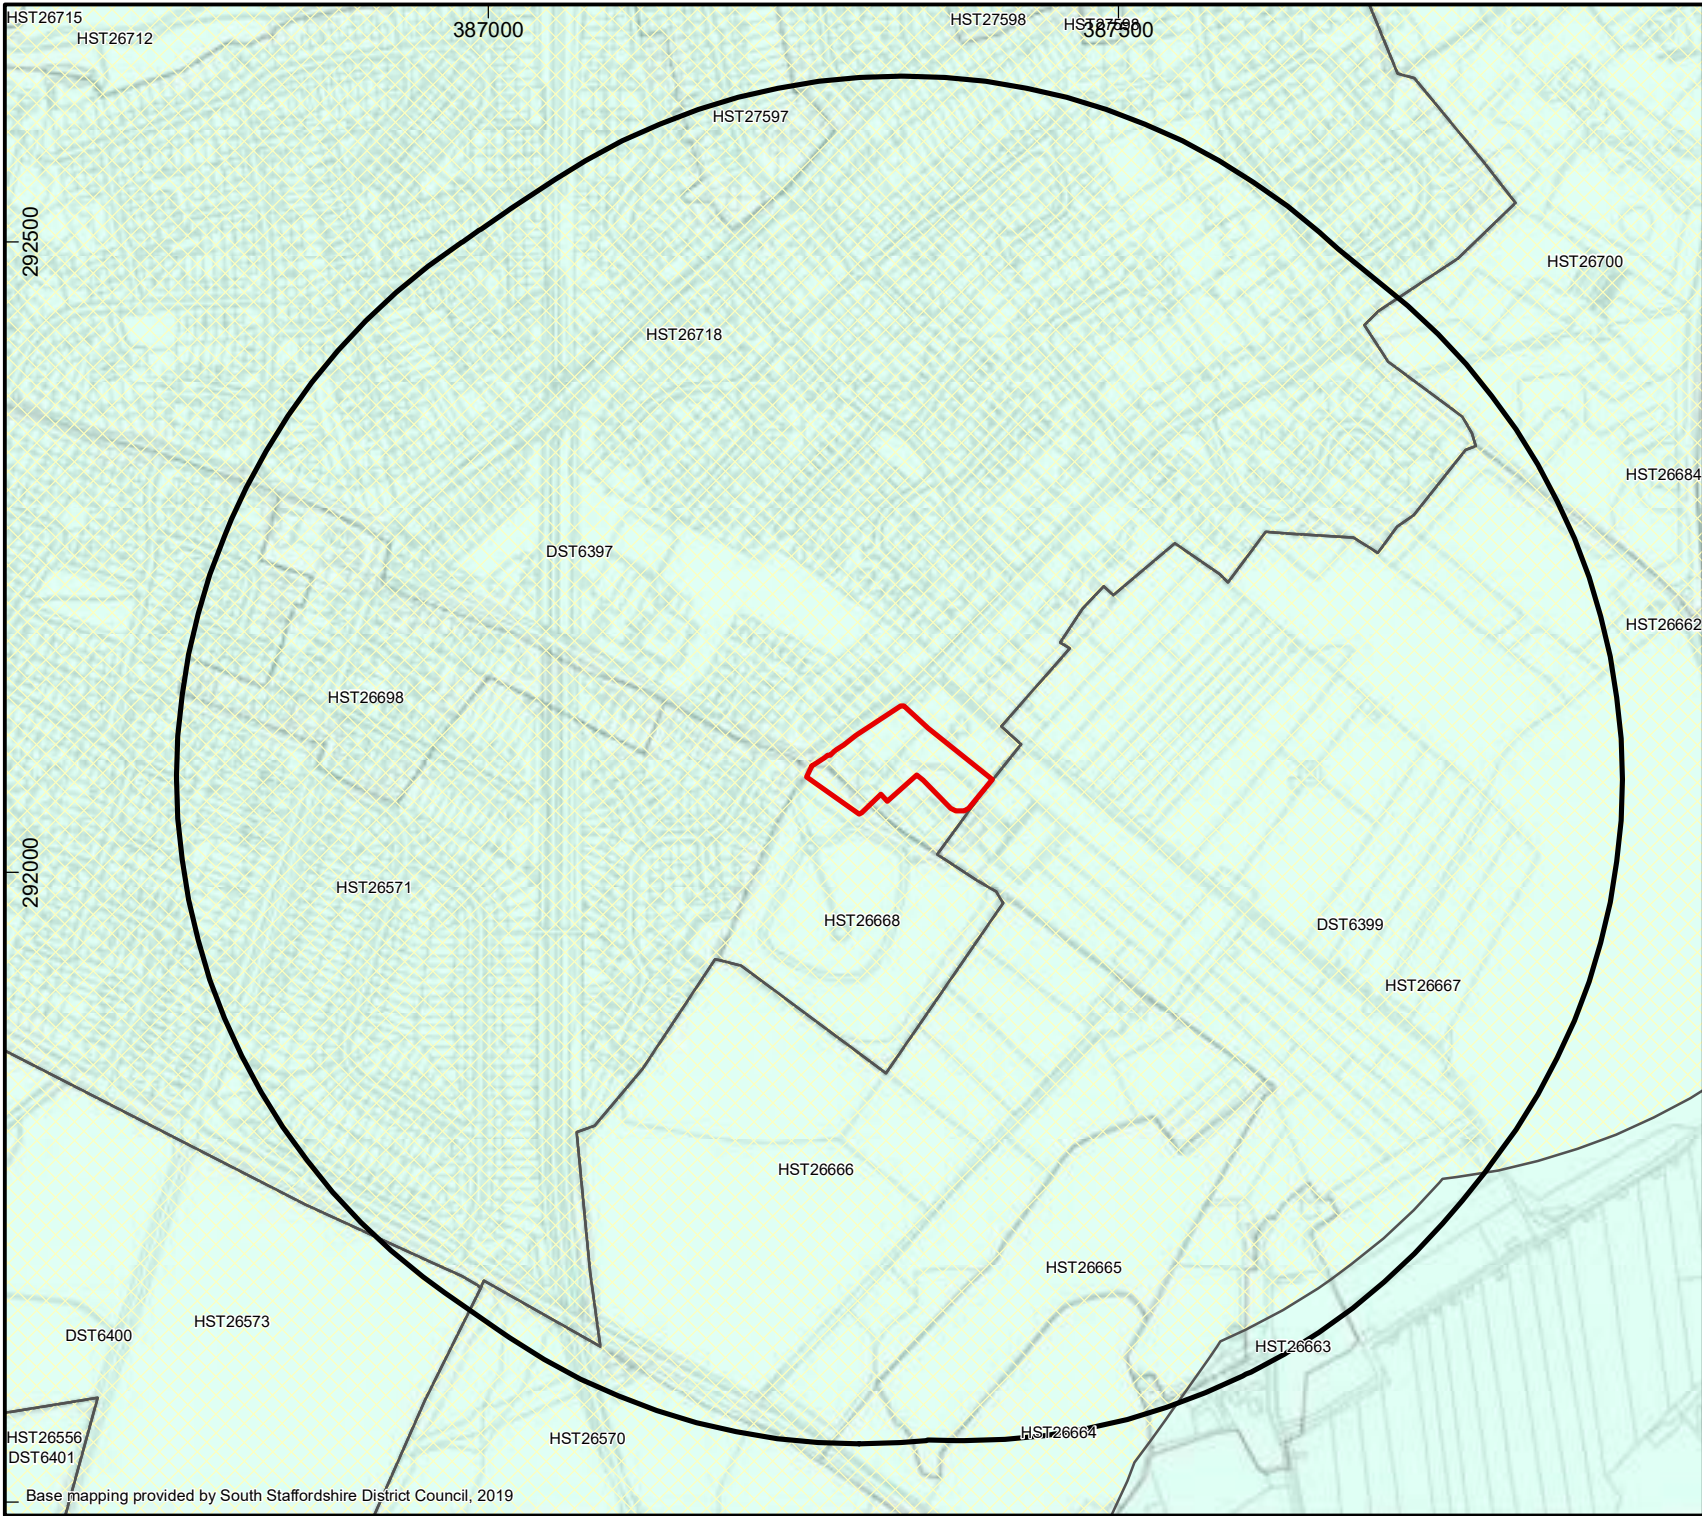 HST26715
HST26712
387000
HST27598
HST27598
387500
HST27597
292500
HST26700
HST26718
HST26684
DST6397
HST26662
HST26698
292000
HST26571
HST26668
DST6399
HST26667
HST26666
HST26665
HST26573
DST6400
HST26663
HST26664
HST26556
HST26570
DST6401
Base mapping provided by South Staffordshire District Council, 2019